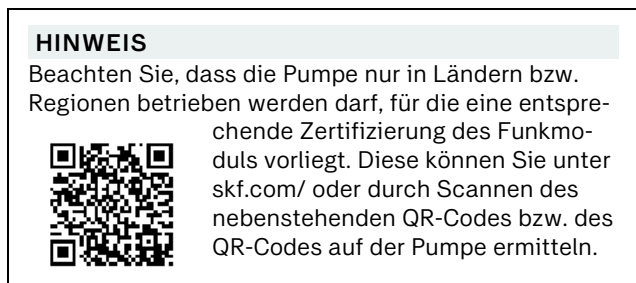 HINWEIS
Beachten Sie, dass die Pumpe nur in Ländern bzw.
Regionen betrieben werden darf, für die eine entspre-
chende Zertifizierung des Funkmo-
duls vorliegt. Diese können Sie unter
skf.com/ oder durch Scannen des
nebenstehenden QR-Codes bzw. des
QR-Codes auf der Pumpe ermitteln.